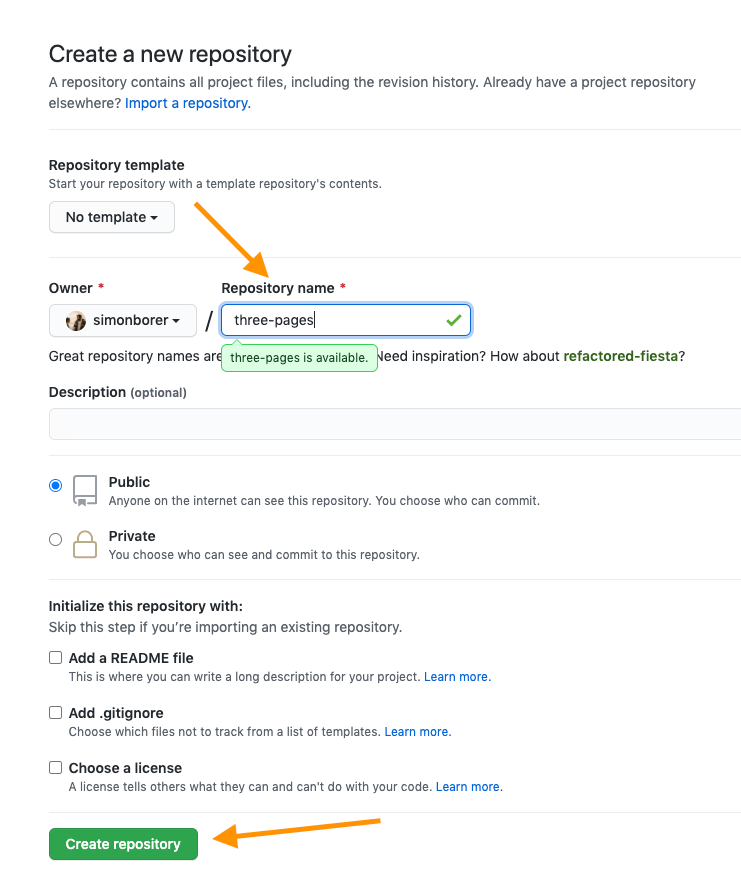 Create a new repository
A repository contains all project files, including the revision history. Already have a project repository
elsewhere? Import a repository.
Repository template
Start your repository with a template repository's contents.
No template
Owner * Repository name *
simonborer / three-pages
Great repository names are Need inspiration? How about refactored-fiesta?
three-pages is available.
Description (optional)
Public
Anyone on the internet can see this repository. You choose who can commit.
Private
You choose who can see and commit to this repository.
Initialize this repository with:
Skip this step if you’re importing an existing repository.
Add a README file
This is where you can write a long description for your project. Learn more.
Add .gitignore
Choose which files not to track from a list of templates. Learn more.
Choose a license
A license tells others what they can and can't do with your code. Learn more.
Create repository